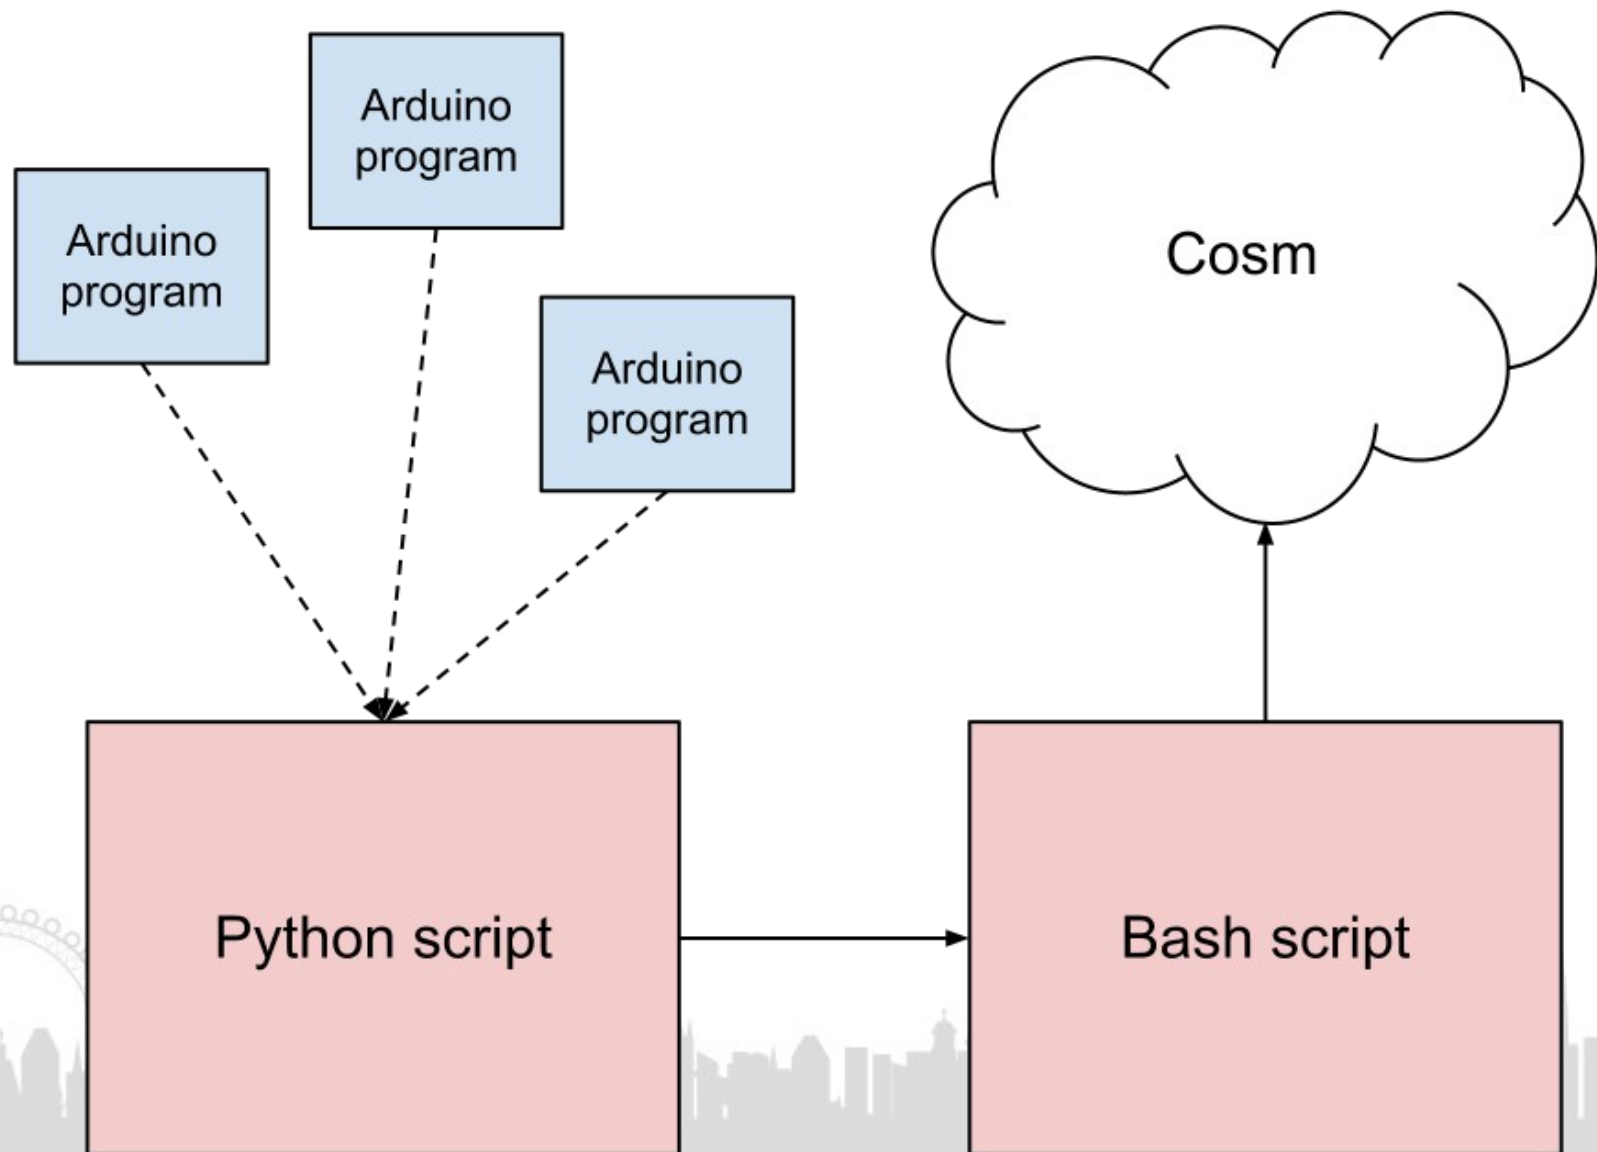 Arduino
program
Arduino
program
Arduino
program
Cosm
Python script
Bash script